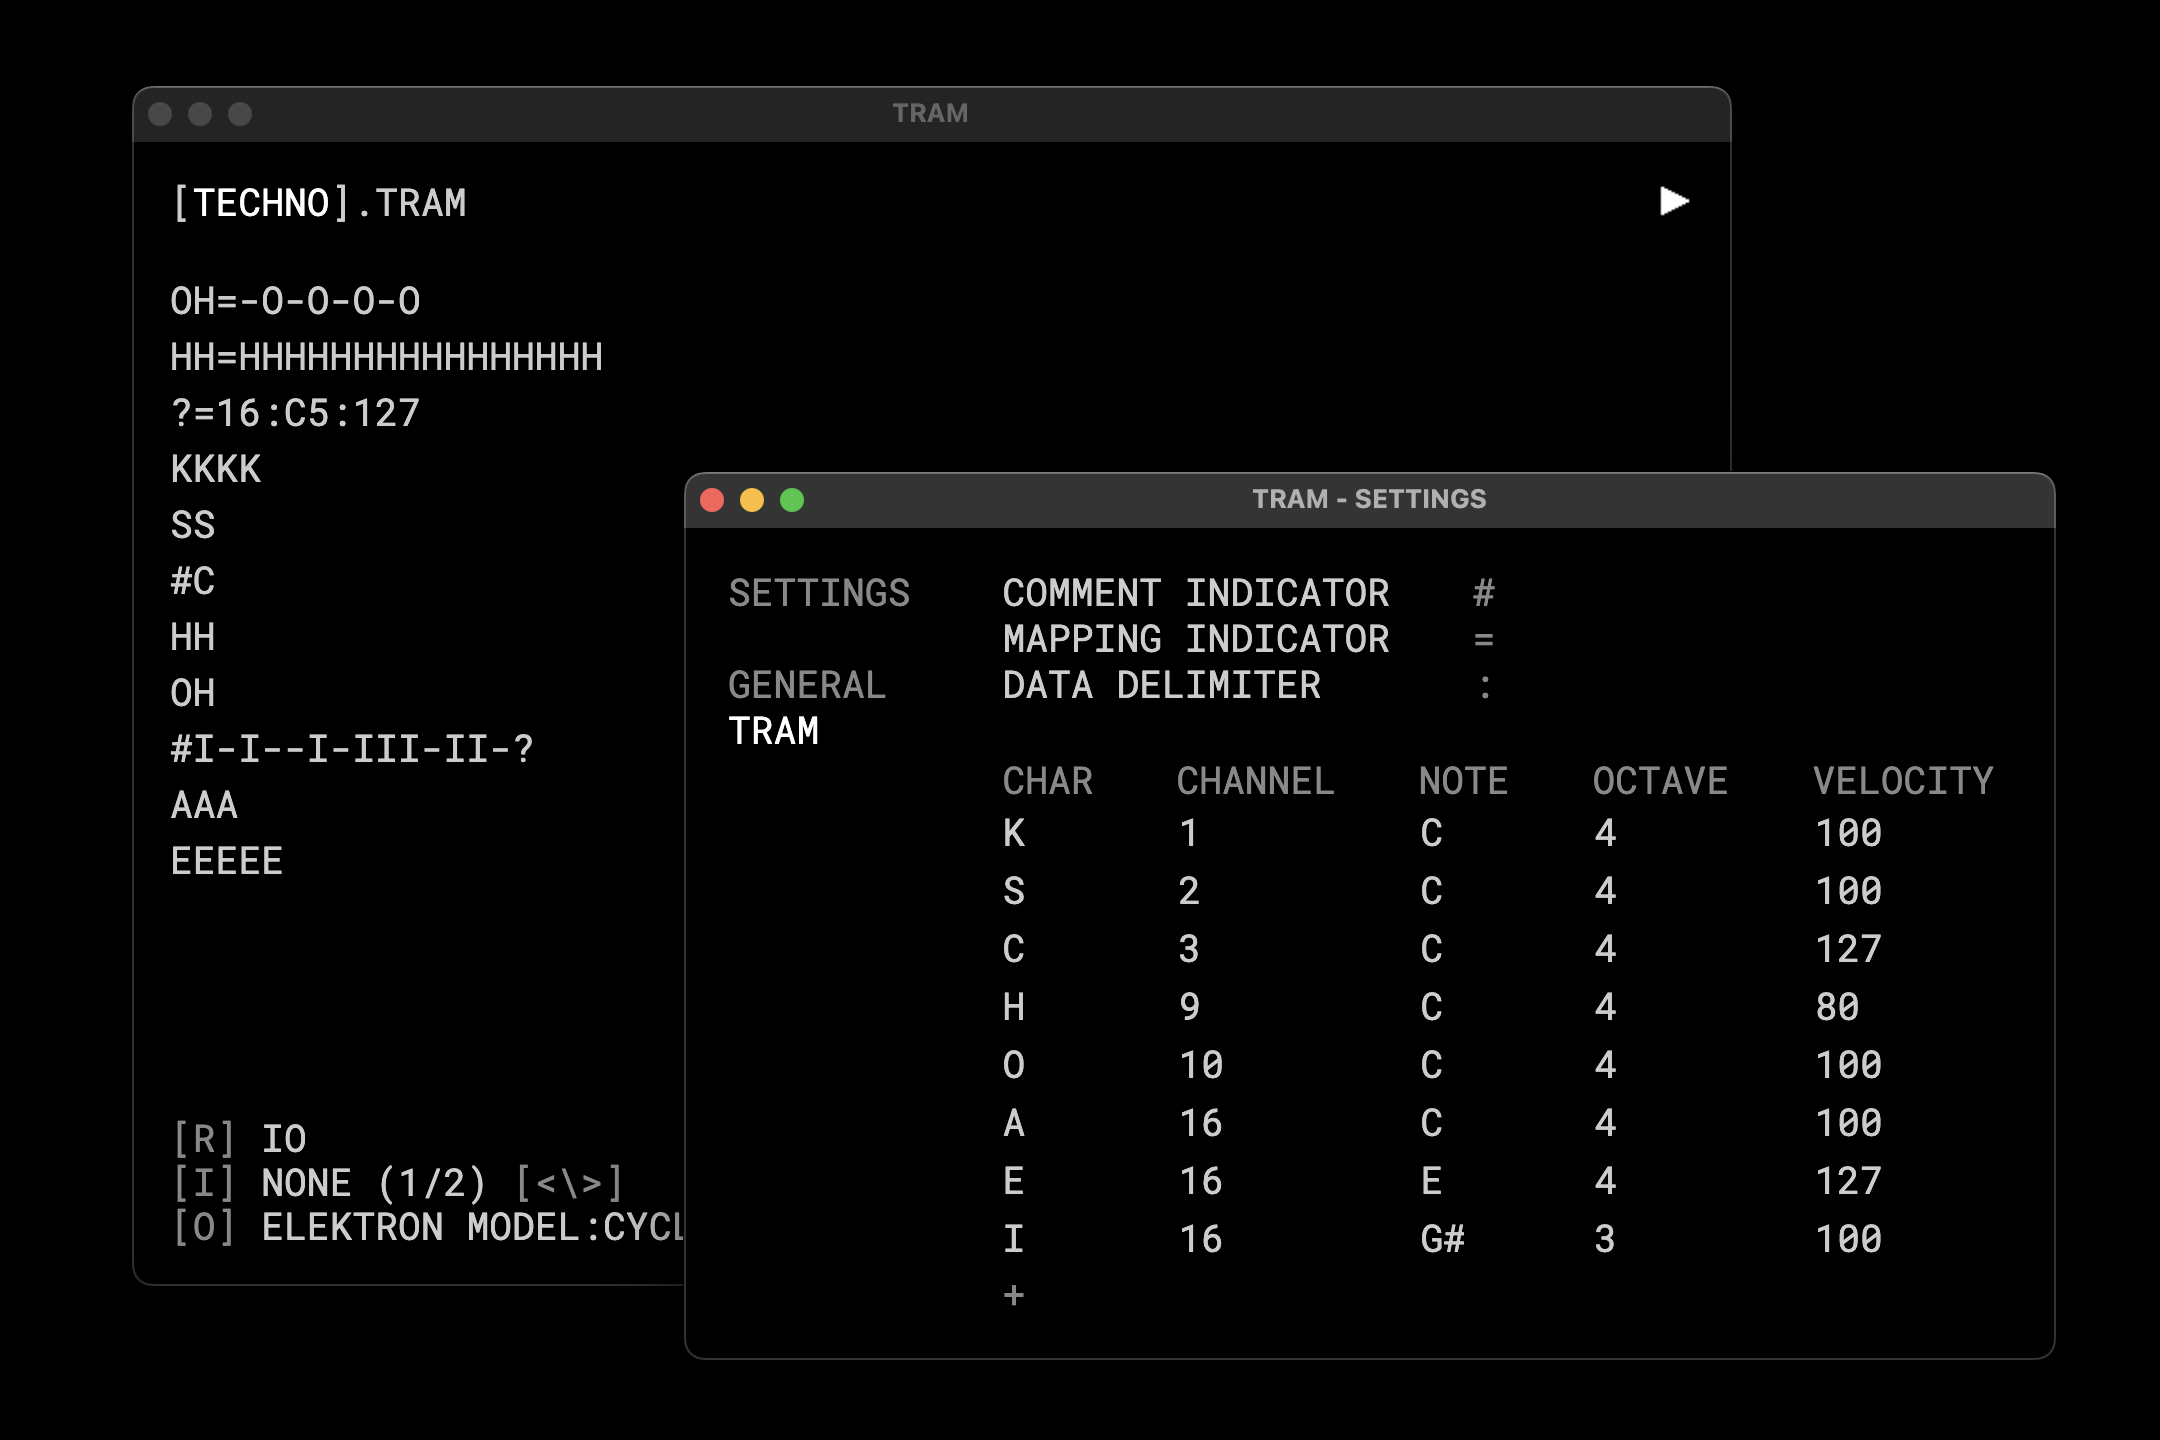 TRAM
[TECHNO].TRAM
OH=-O-O-O-O
HH=HHHHHHHHHHHHHHHH
?=16:C5:127
KKKK
SS
#C
HH
OH
#I-I--I-III-II-?
AAA
EEEEE
[R] IO
[I] NONE (1/2) [<\>]
[O] ELEKTRON MODEL:CYCL
TRAM - SETTINGS
SETTINGS
GENERAL
TRAM
COMMENT INDICATOR #
MAPPING INDICATOR =
DATA DELIMITER :
CHAR CHANNEL NOTE OCTAVE VELOCITY
K 1 C 4 100
S 2 C 4 100
C 3 C 4 127
H 9 C 4 80
O 10 C 4 100
A 16 C 4 100
E 16 E 4 127
I 16 G# 3 100
+